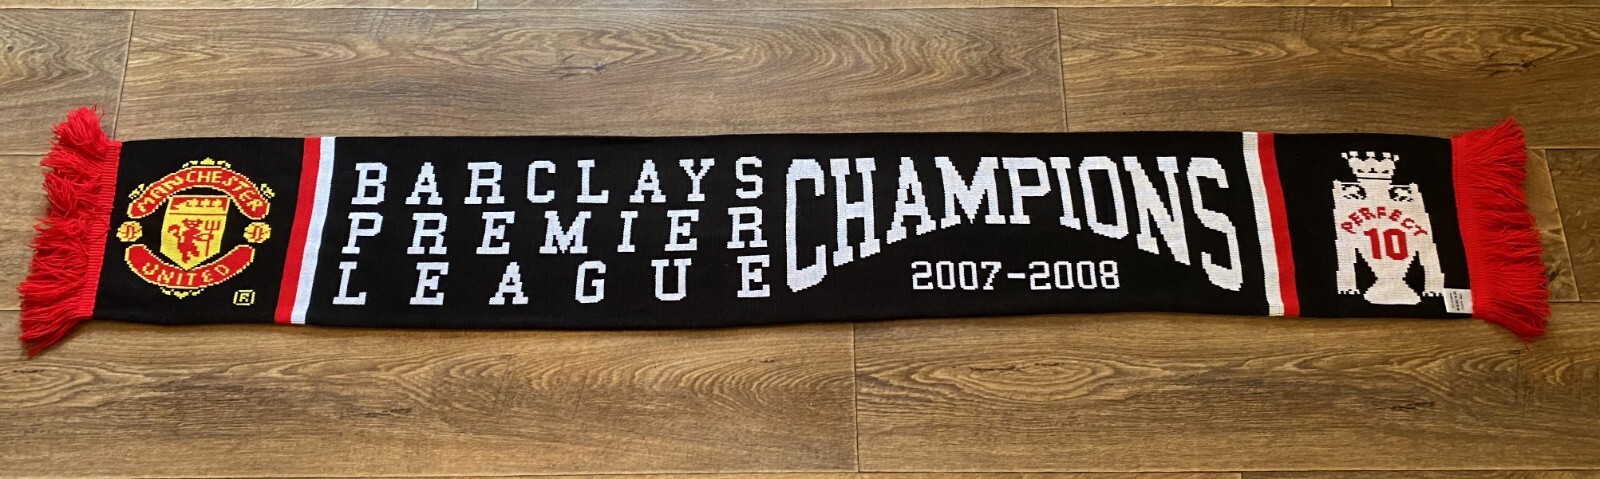 MANCHESTER
UNITED
®
BARCLAYS
PREMIER
LEAGUE
CHAMPIONS
2007-2008
PERFECT
10